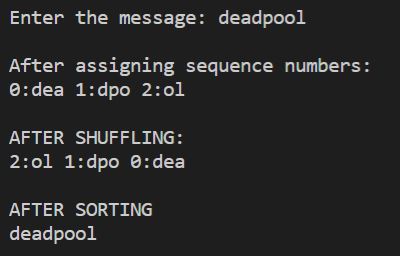 Enter the message: deadpool
After assigning sequence numbers:
0:dea 1:dpo 2:ol
AFTER SHUFFLING:
2:ol 1:dpo 0:dea
AFTER SORTING
deadpool